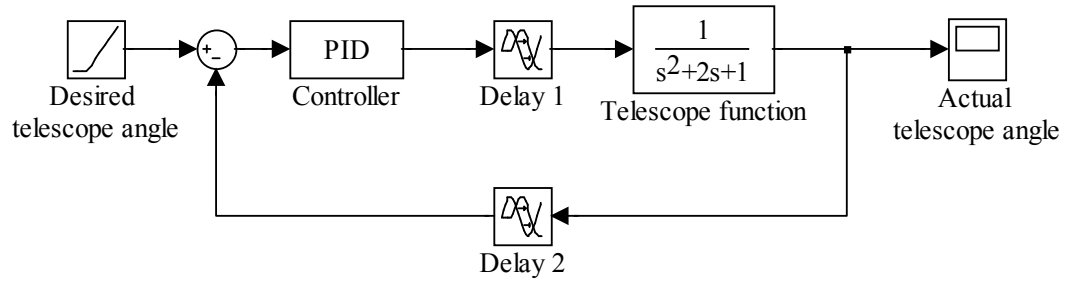 +
−
PID
1
s²+2s+1
Desired
telescope angle
Controller
Delay 1
Telescope function
Actual
telescope angle
Delay 2